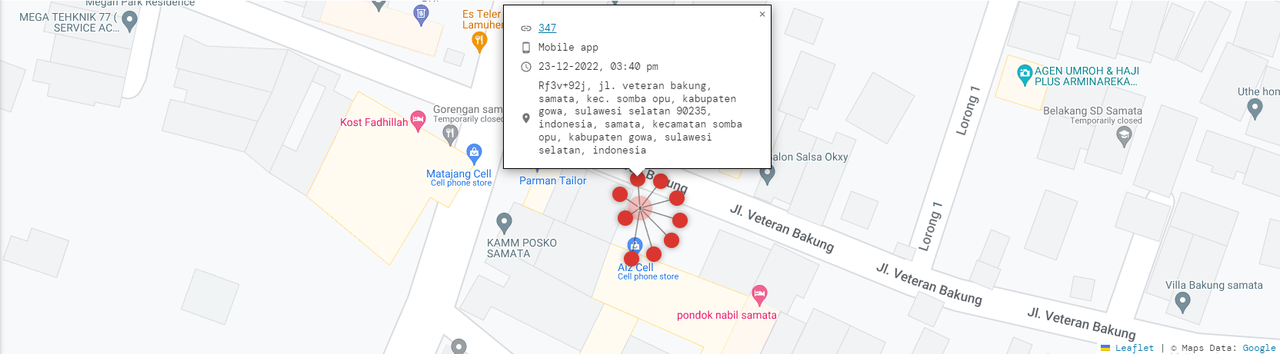 Megan Park Residence
MEGA TEHKNIK 77 (
SERVICE AC...
Es Teler
Lamuher
×
347
Mobile app
23-12-2022, 03:40 pm
Rf3v+92j, jl. veteran bakung,
samata, kec. somba opu, kabupaten
gowa, sulawesi selatan 90235,
indonesia, samata, kecamatan somba
opu, kabupaten gowa, sulawesi
selatan, indonesia
AGEN UMROH & HAJI
PLUS ARMINAREKA...
Uthe hom
Lorong 1
Belakang SD Samata
Temporarily closed
Gorengan sam
Temporarily closed
Kost Fadhillah
alon Salsa Okxy
Matajang Cell
Cell phone store
Parman Tailor
Bakung
Jl. Veteran Bakung
Lorong 1
KAMM POSKO
SAMATA
Alz Cell
Cell phone store
Jl. Veteran Bakung
Villa Bakung samata
pondok nabil samata
Jl. Veteran Bakung
Leaflet | © Maps Data: Google